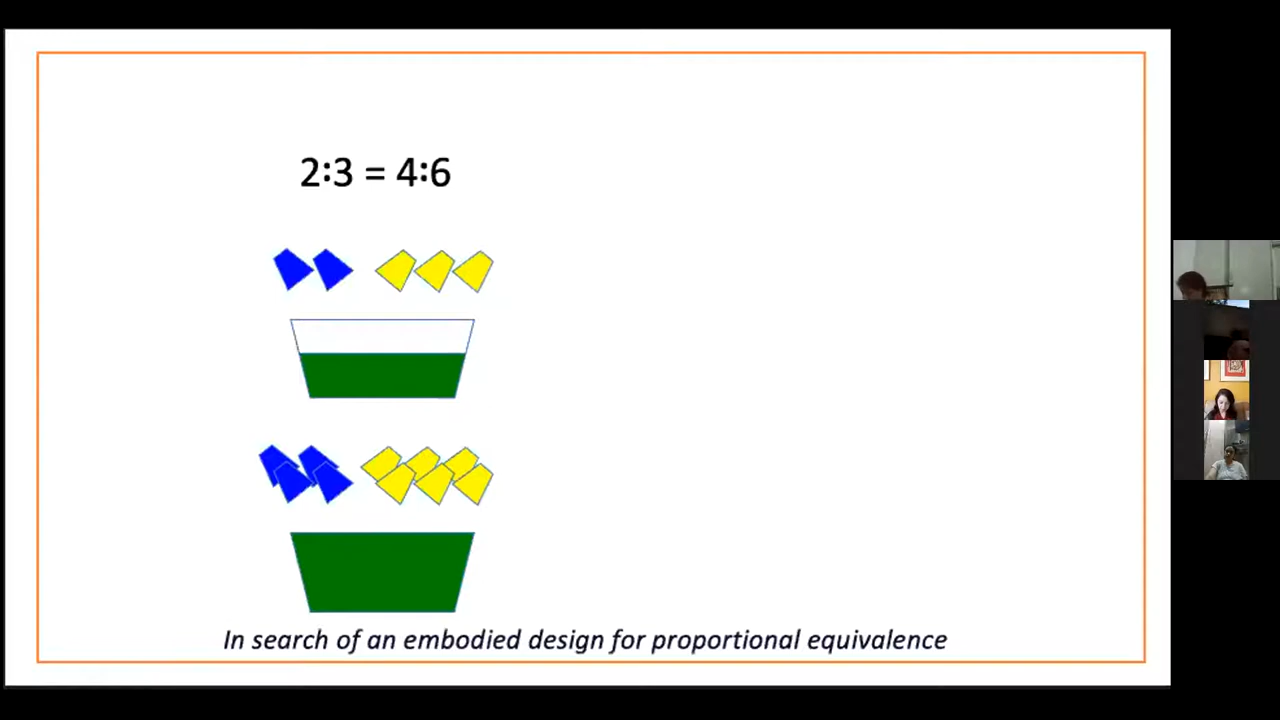 2:3 = 4:6
In search of an embodied design for proportional equivalence